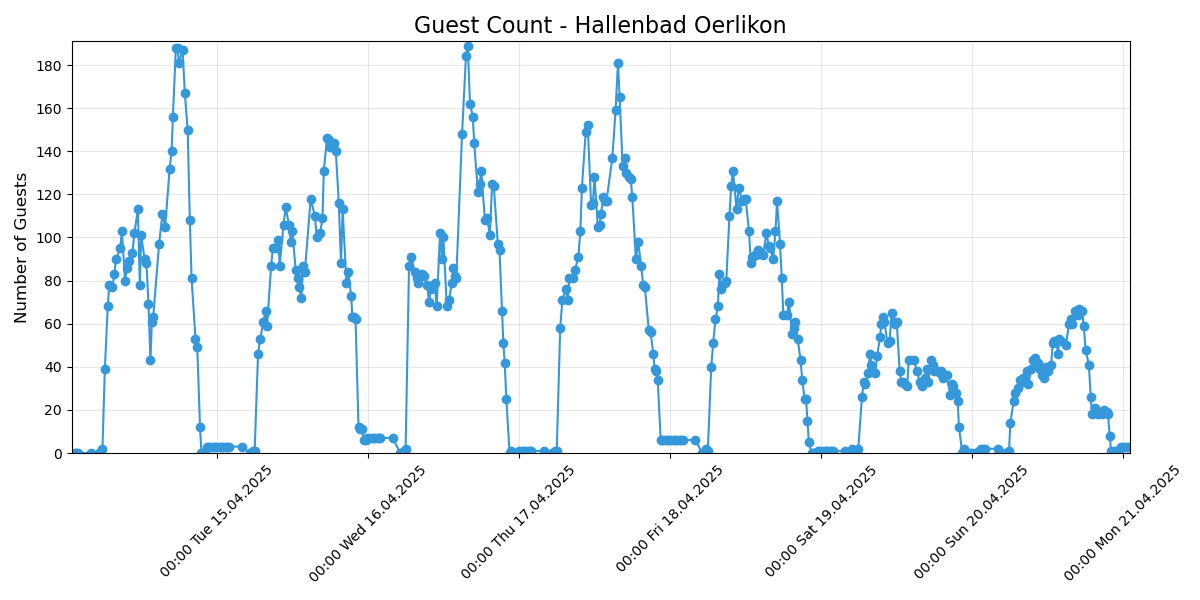 Guest Count - Hallenbad Oerlikon
Number of Guests
180
160
140
120
100
80
60
40
20
0
00:00 Tue 15.04.2025
00:00 Wed 16.04.2025
00:00 Thu 17.04.2025
00:00 Fri 18.04.2025
00:00 Sat 19.04.2025
00:00 Sun 20.04.2025
00:00 Mon 21.04.2025